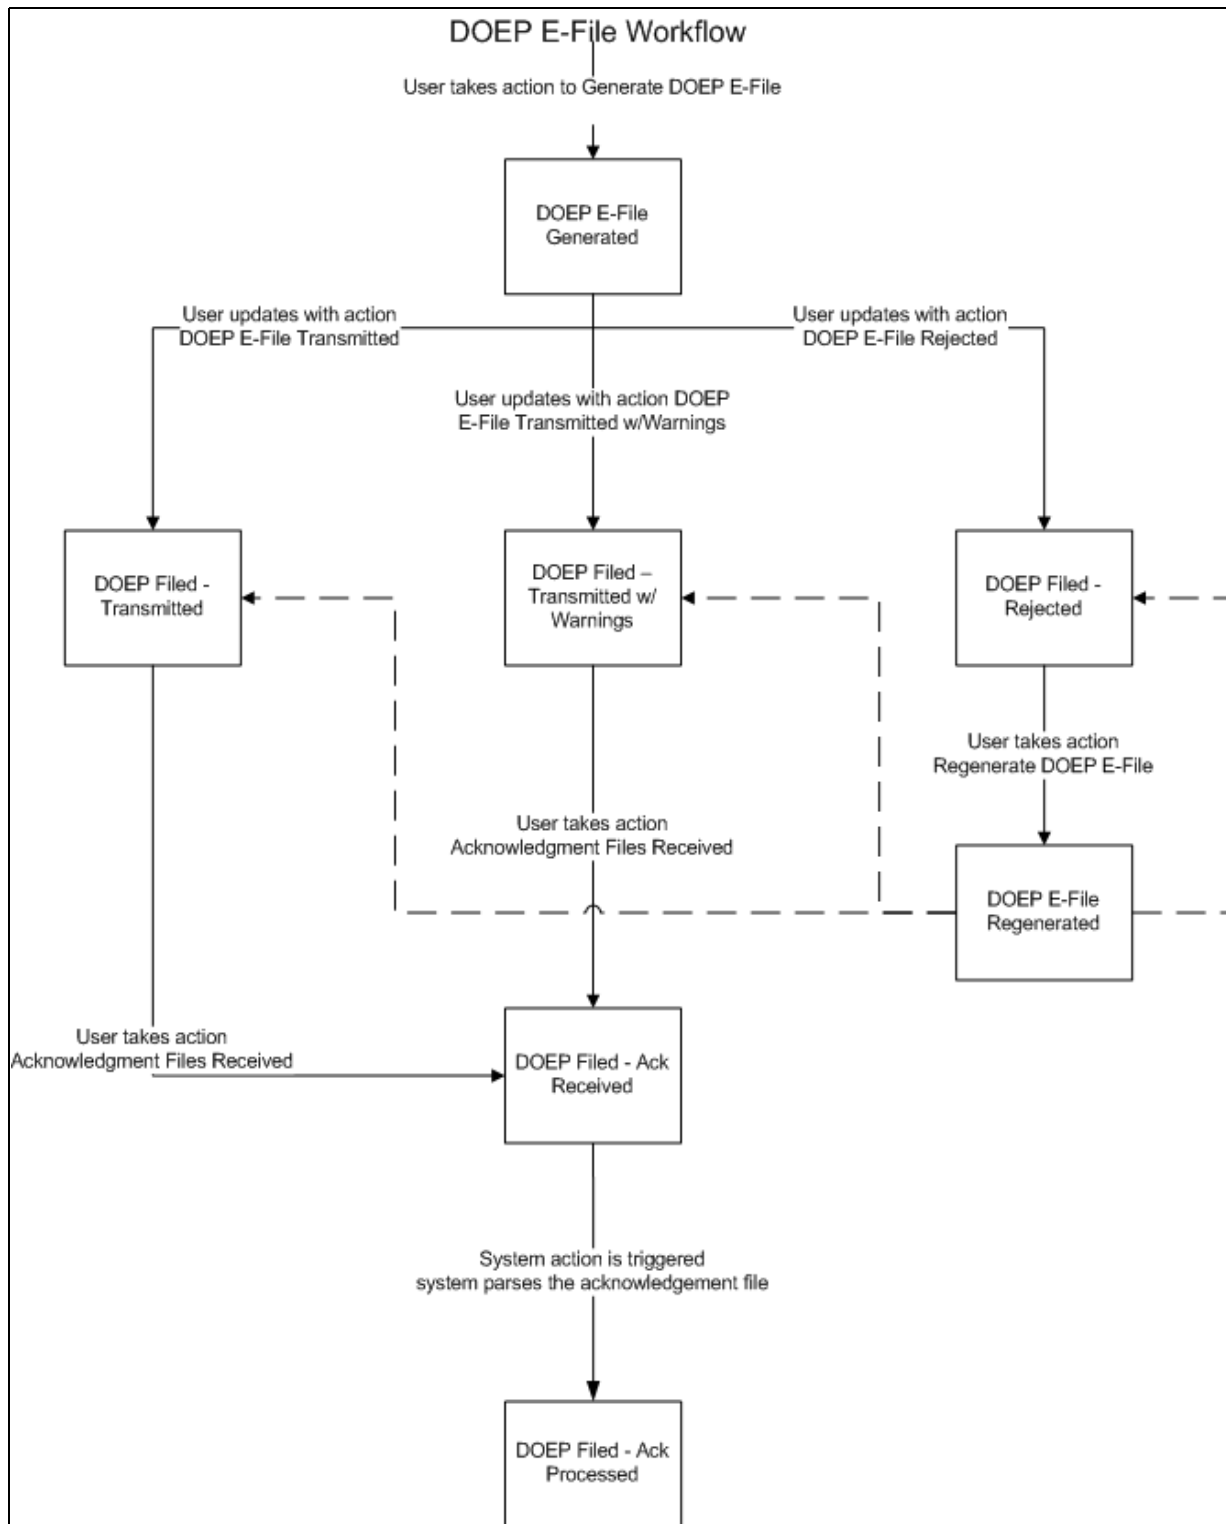 DOEP E-File Workflow
User takes action to Generate DOEP E-File
DOEP E-File
Generated
User updates with action
DOEP E-File Transmitted
User updates with action
DOEP E-File Rejected
User updates with action DOEP
E-File Transmitted w/Warnings
DOEP Filed -
Transmitted
DOEP Filed –
Transmitted w/
Warnings
DOEP Filed -
Rejected
User takes action
Regenerate DOEP E-File
User takes action
Acknowledgment Files Received
DOEP E-File
Regenerated
User takes action
Acknowledgment Files Received
DOEP Filed - Ack
Received
System action is triggered
system parses the acknowledgement file
DOEP Filed - Ack
Processed